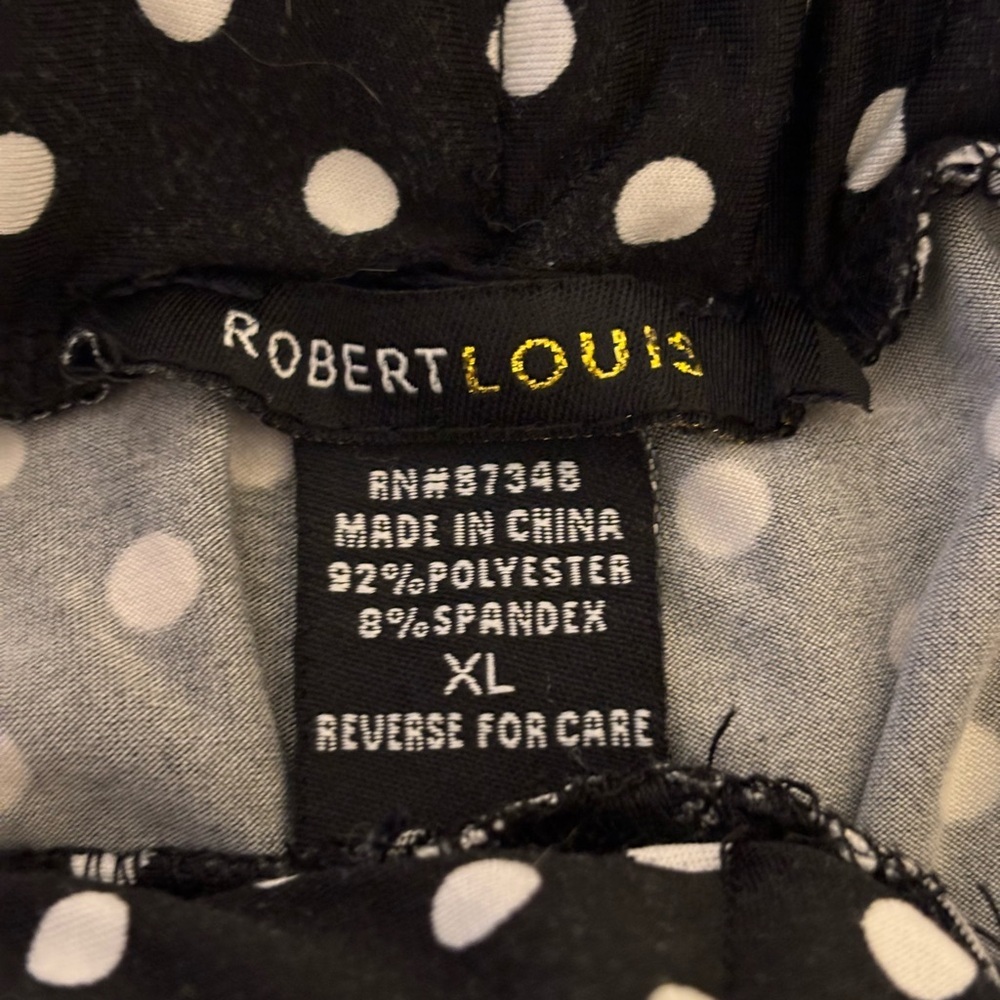 ROBERT LOUIS
RN#87348
MADE IN CHINA
92%POLYESTER
8%SPANDEX
XL
REVERSE FOR CARE